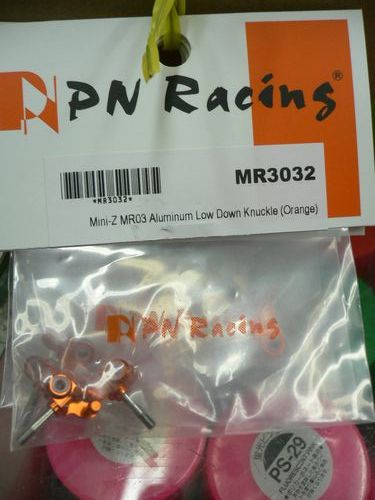 PN Racing®
MR3032
*MR3032*
Mini-Z MR03 Aluminum Low Down Knuckle (Orange)
PN Racing
PS-29